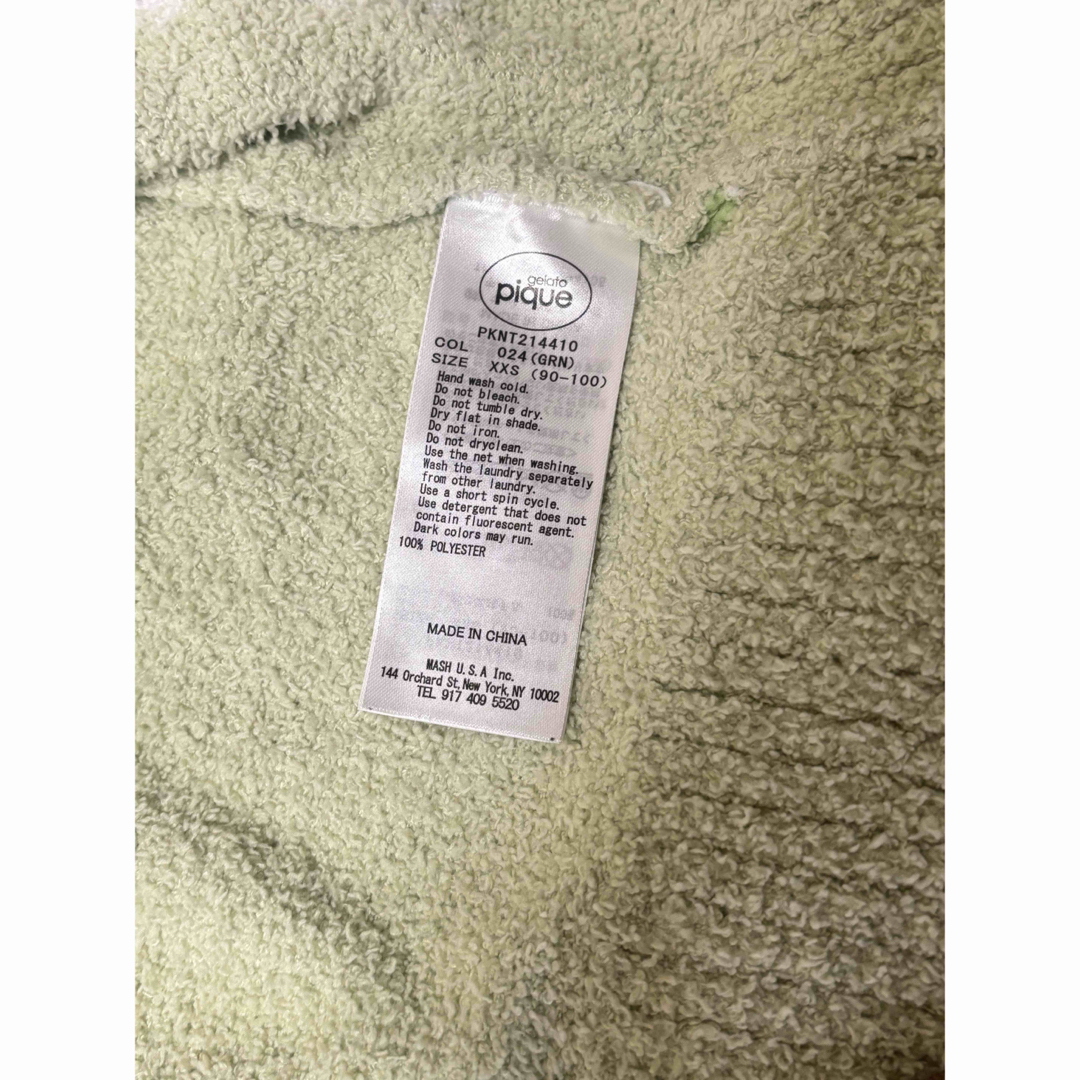 gelato
pique
PKNT214410
COL 024(GRN)
SIZE XXS (90-100)
Hand wash cold.
Do not bleach.
Do not tumble dry.
Dry flat in shade.
Do not iron.
Do not dryclean.
Use the net when washing.
Wash the laundry separately
from other laundry.
Use a short spin cycle.
Use detergent that does not
contain fluorescent agent.
Dark colors may run.
100% POLYESTER
MADE IN CHINA
MASH U.S.A Inc.
144 Orchard St, New York, NY 10002
TEL 917 409 5520